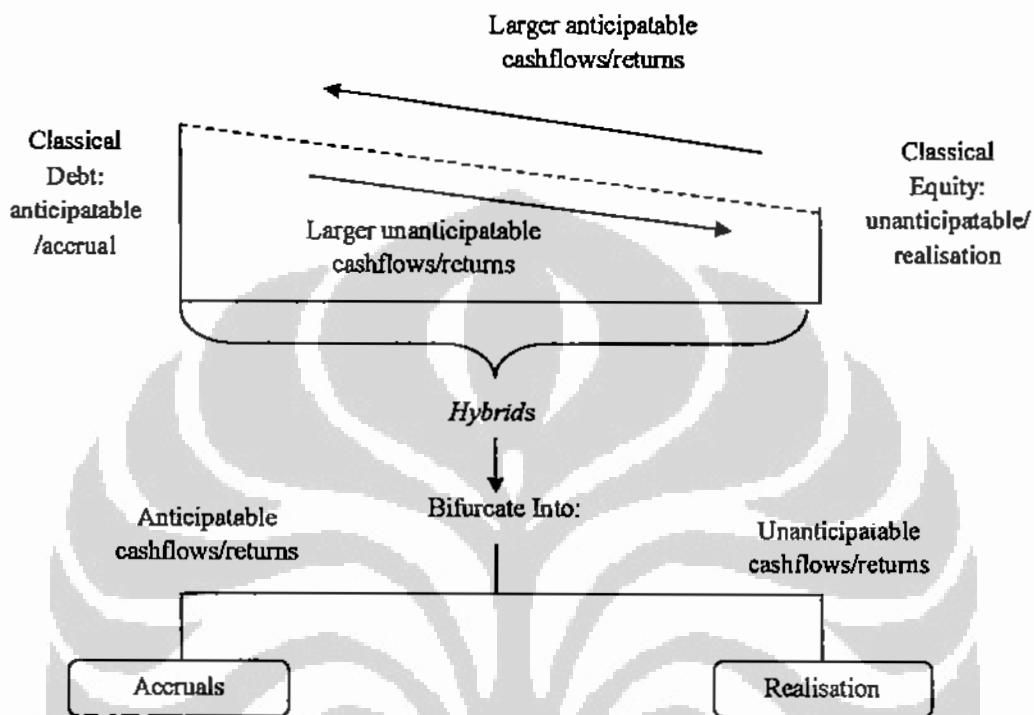 Larger anticipatable
cashflows/returns
Classical
Debt:
anticipatable
/accrual
Classical
Equity:
unanticipatable/
realisation
Larger unanticipatable
cashflows/returns
Hybrids
Bifurcate Into:
Anticipatable
cashflows/returns
Unanticipatable
cashflows/returns
Accruals
Realisation